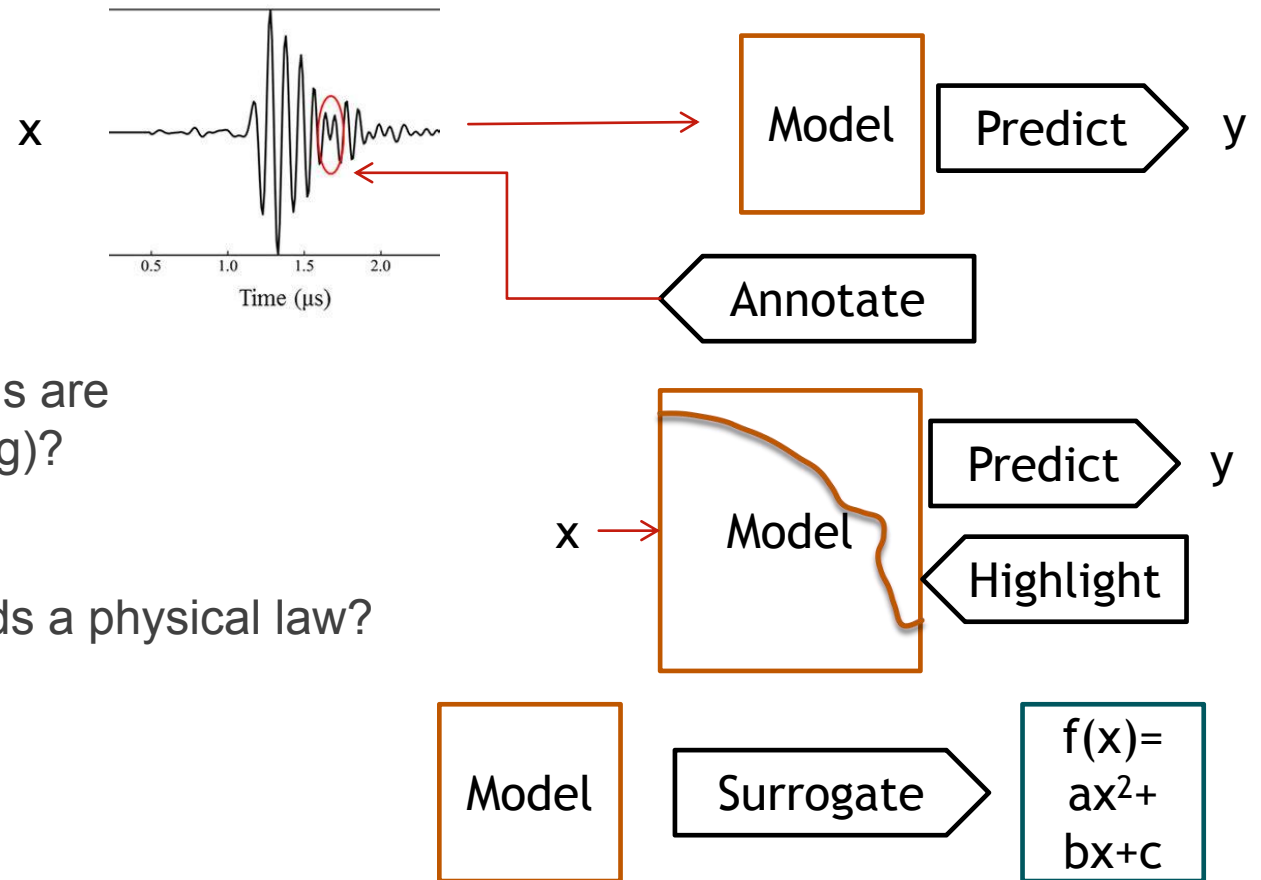 x
0.5 1.0 1.5 2.0
Time (µs)
Model
Predict
y
Annotate
s are
g)?
x
Model
Predict
y
Highlight
ds a physical law?
Model
Surrogate
f(x)=
ax²+
bx+c